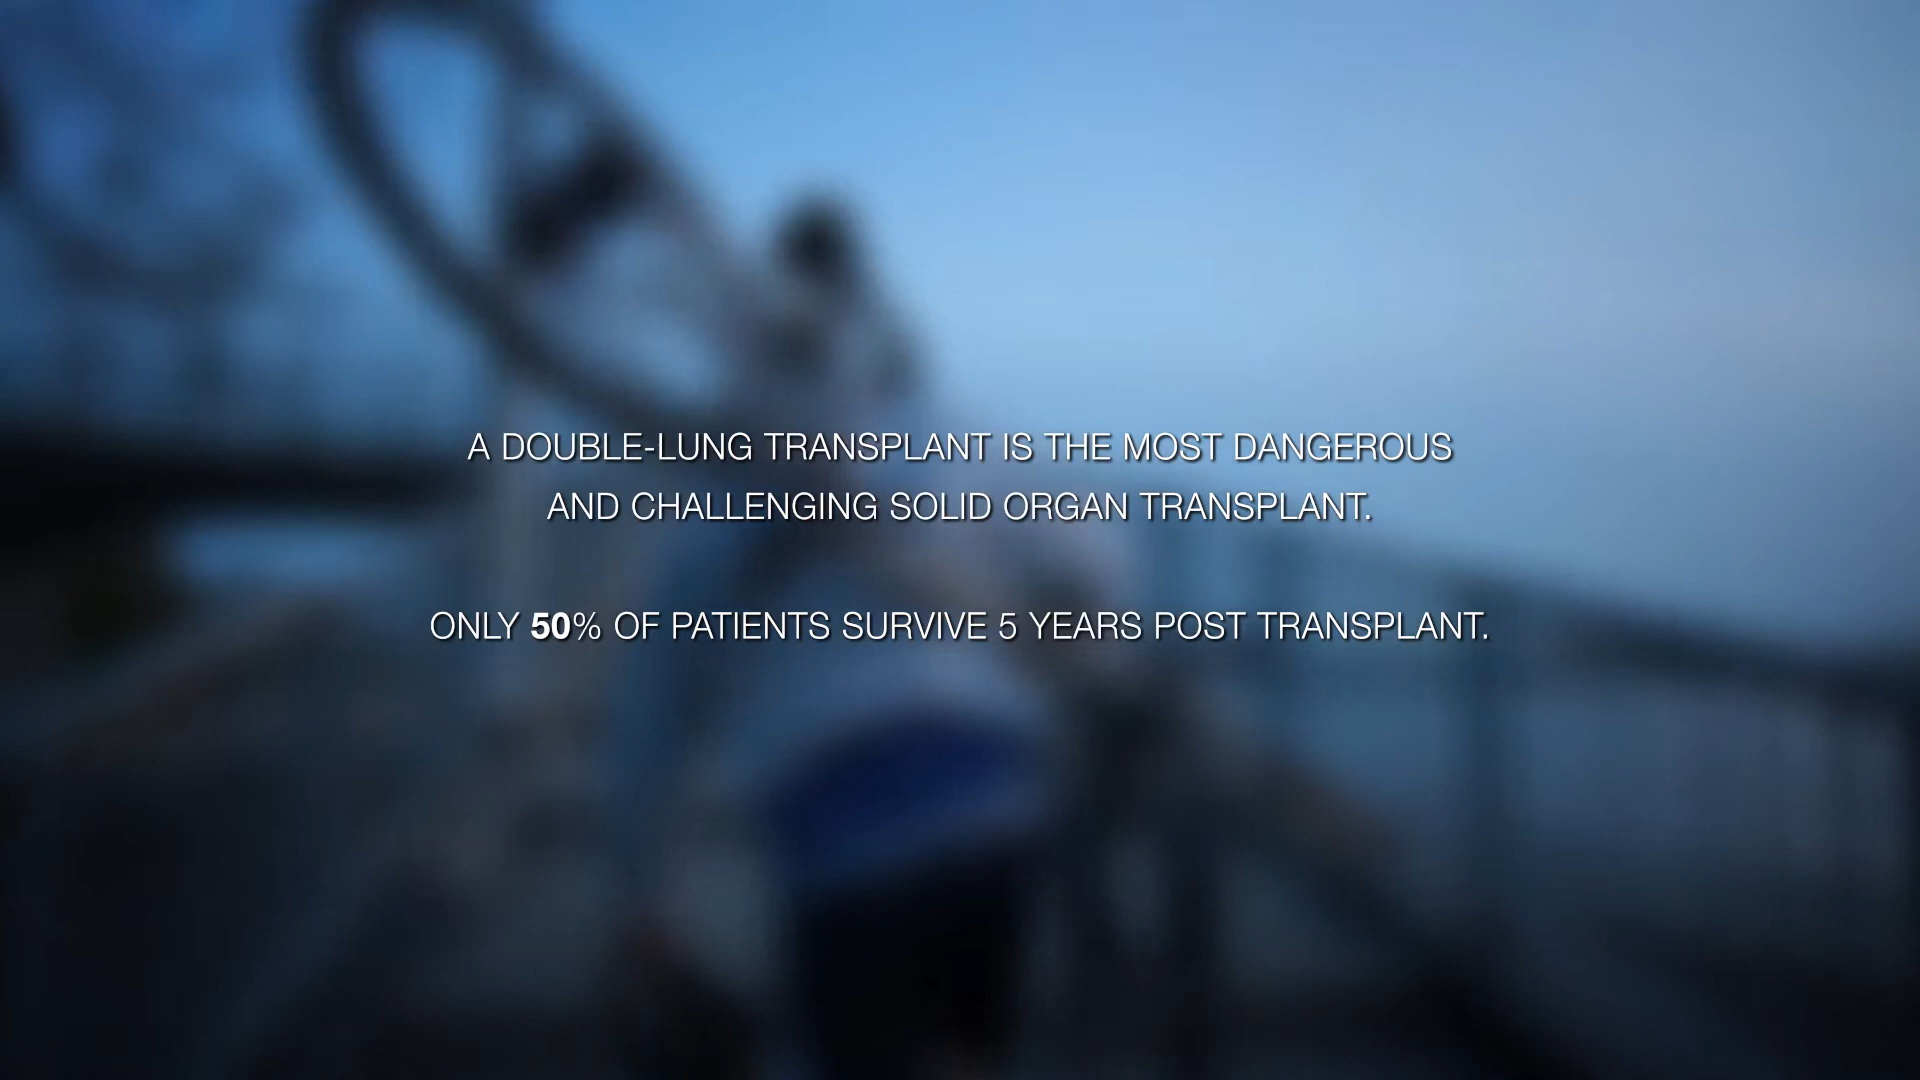 A DOUBLE-LUNG TRANSPLANT IS THE MOST DANGEROUS
AND CHALLENGING SOLID ORGAN TRANSPLANT.
ONLY 50% OF PATIENTS SURVIVE 5 YEARS POST TRANSPLANT.